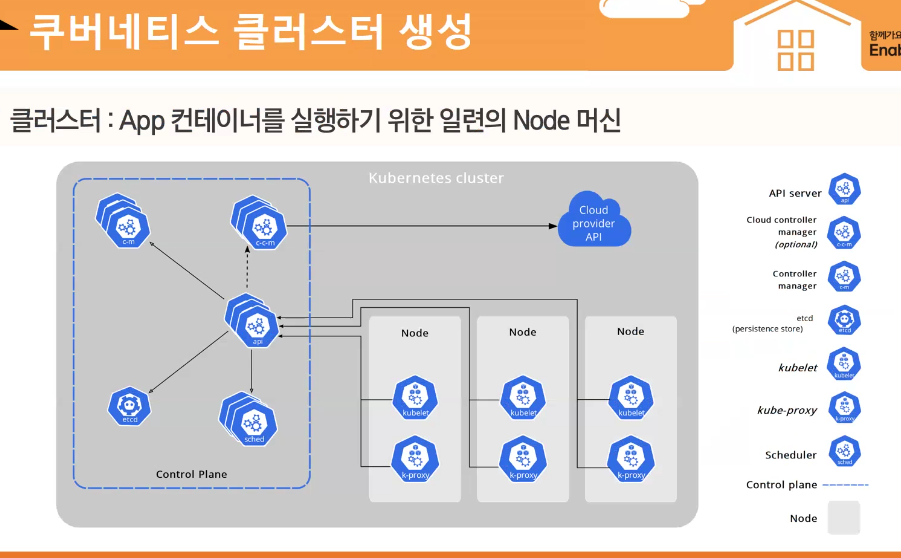 쿠버네티스 클러스터 생성
함께가요
클러스터 : App 컨테이너를 실행하기 위한 일련의 Node 머신
Kubernetes cluster
c-m
c-c-m
Cloud
provider
API
api
etcd
sched
Control Plane
Node
kubelet
k-proxy
Node
kubelet
k-proxy
Node
kubelet
k-proxy
API server
api
Cloud controller
manager
(optional)
c-c-m
Controller
manager
c-m
etcd
(persistence store)
etcd
kubelet
kubelet
kube-proxy
k-proxy
Scheduler
sched
Control plane
Node